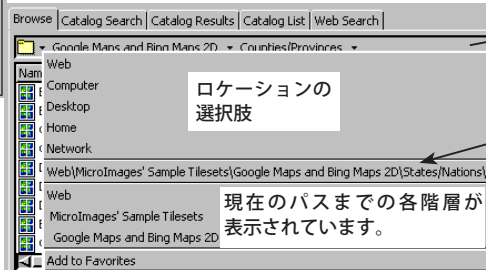 Browse Catalog Search Catalog Results Catalog List Web Search
Google Maps and Bing Maps 2D Counties/Provinces
Web
Computer
Desktop
Home
Network
ロケーションの
選択肢
Web\MicroImages' Sample Tilesets\Google Maps and Bing Maps 2D\States/Nations\
Web
MicroImages' Sample Tilesets
Google Maps and Bing Maps 2D
現在のパスまでの各階層が
表示されています。
Add to Favorites